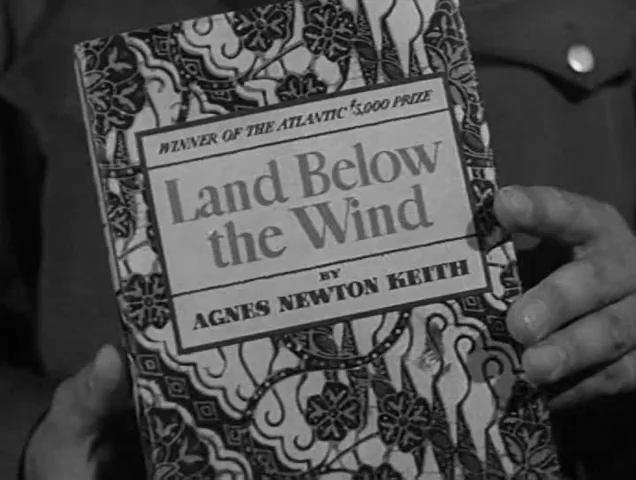 WINNER OF THE ATLANTIC $5,000 PRIZE
Land Below
the Wind
BY
AGNES NEWTON KEITH